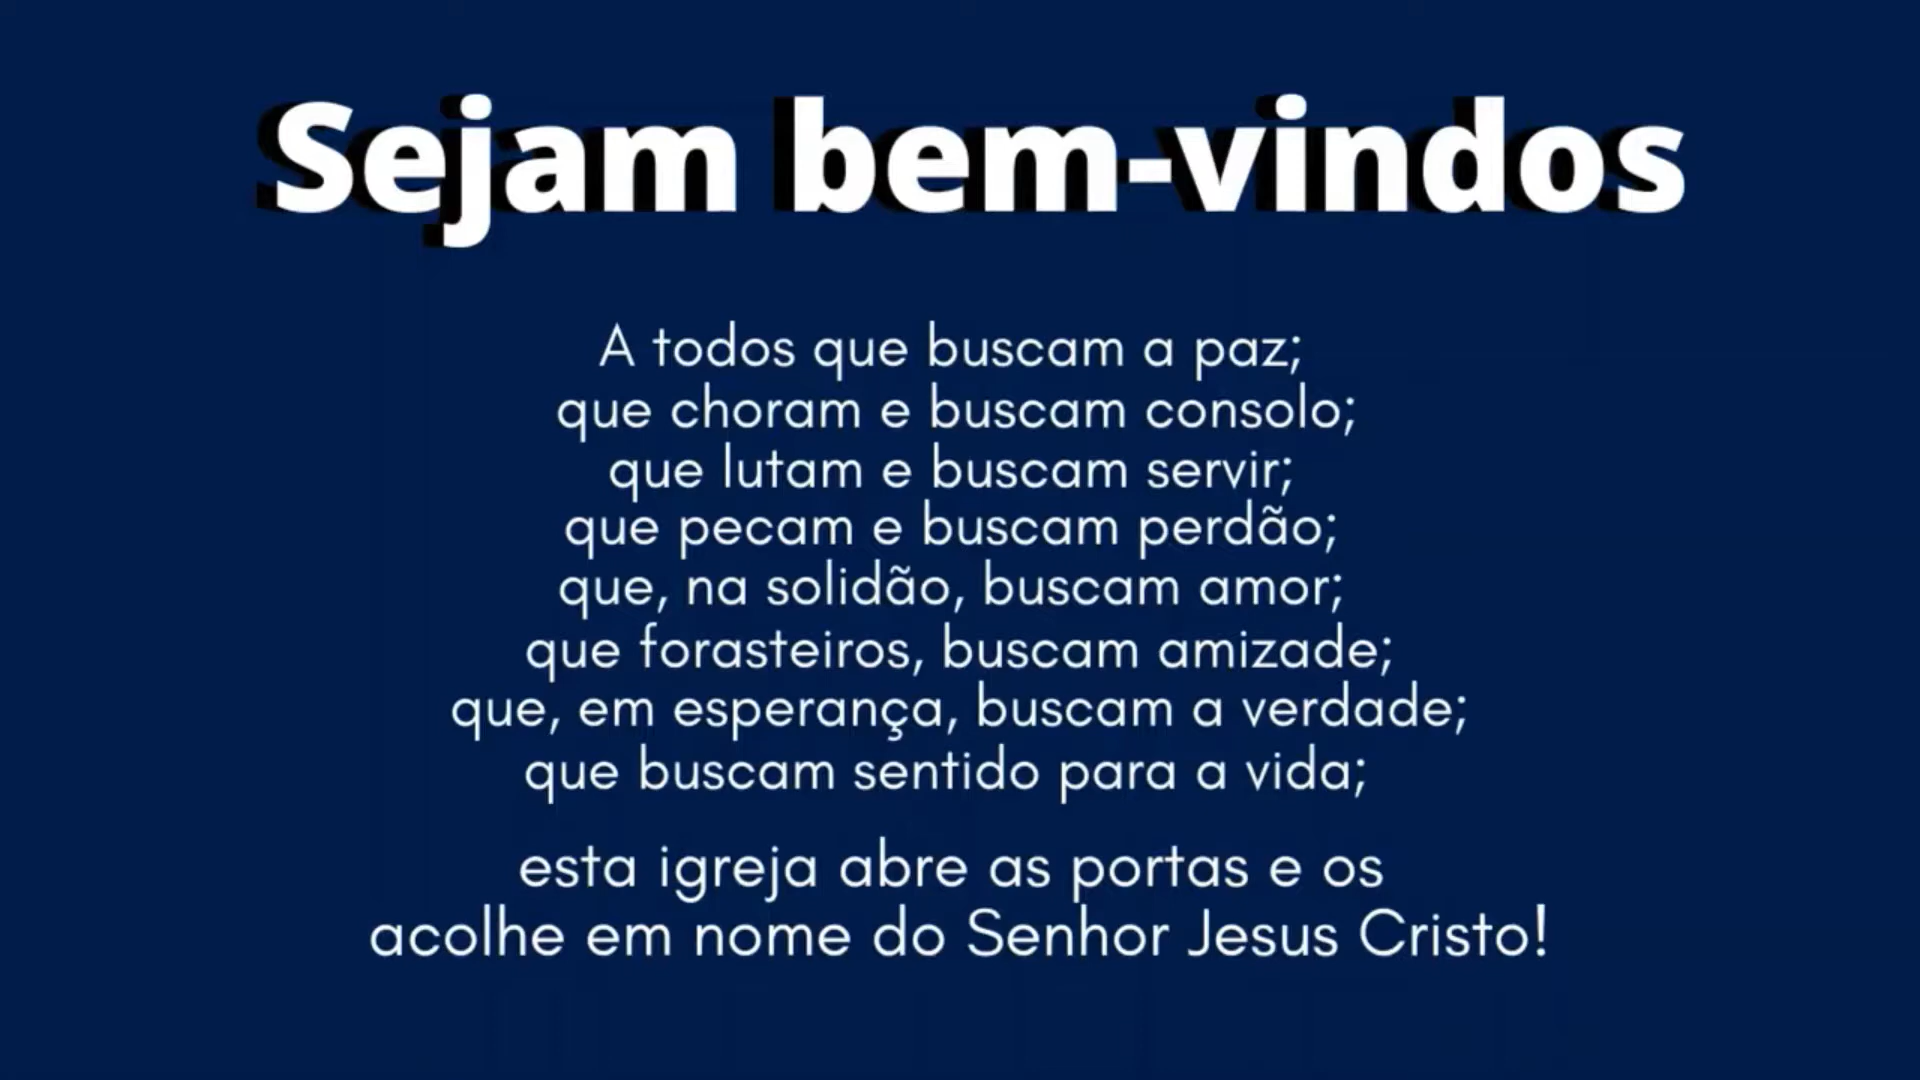 Sejam bem-vindos
A todos que buscam a paz;
que choram e buscam consolo;
que lutam e buscam servir;
que pecam e buscam perdão;
que, na solidão, buscam amor;
que forasteiros, buscam amizade;
que, em esperança, buscam a verdade;
que buscam sentido para a vida;
esta igreja abre as portas e os
acolhe em nome do Senhor Jesus Cristo!